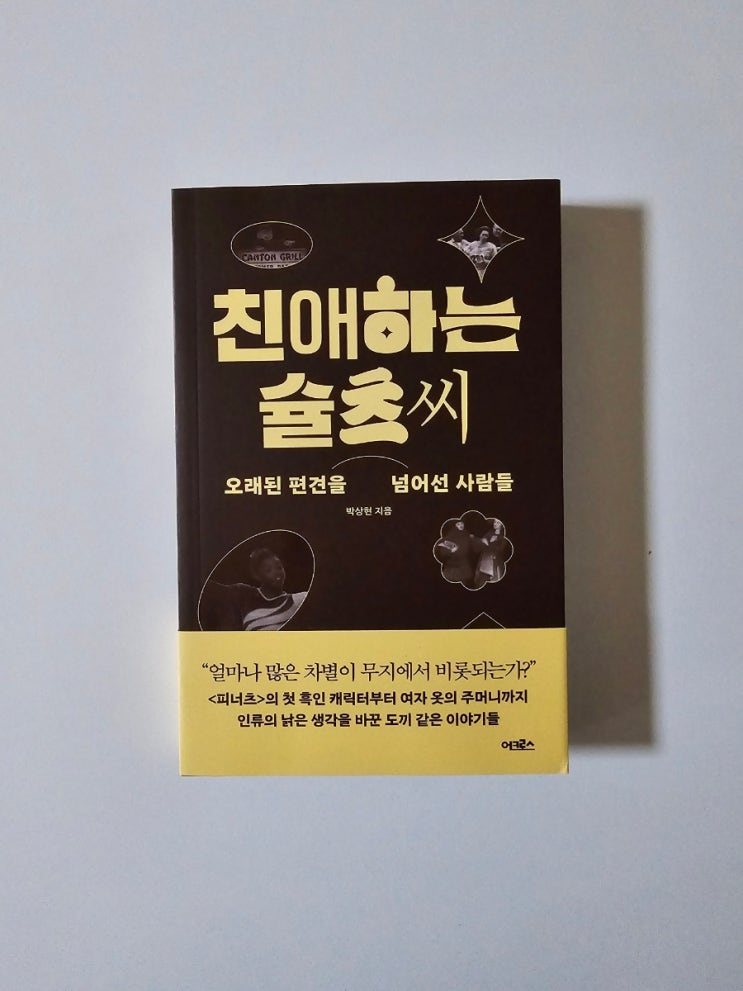 CANTON GRILL
친애하는
슐츠씨
오래된 편견을 넘어선 사람들
박상현 지음
“얼마나 많은 차별이 무지에서 비롯되는가?”
<피너츠>의 첫 흑인 캐릭터부터 여자 옷의 주머니까지
인류의 낡은 생각을 바꾼 도끼 같은 이야기들
어크로스